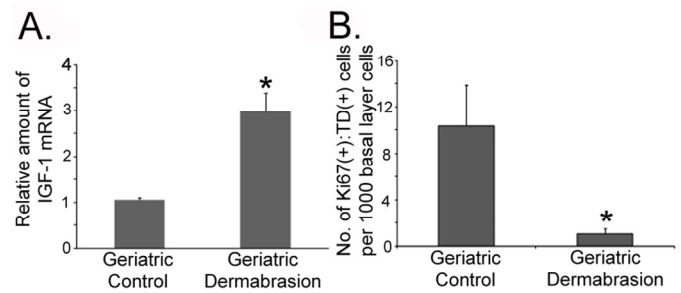 A.
Relative amount of
IGF-1 mRNA
4
3
2
1
0
*
Geriatric
Control
Geriatric
Dermabrasion
B.
No. of Ki67(+):TD(+) cells
per 1000 basal layer cells
16
12
8
4
0
*
Geriatric
Control
Geriatric
Dermabrasion